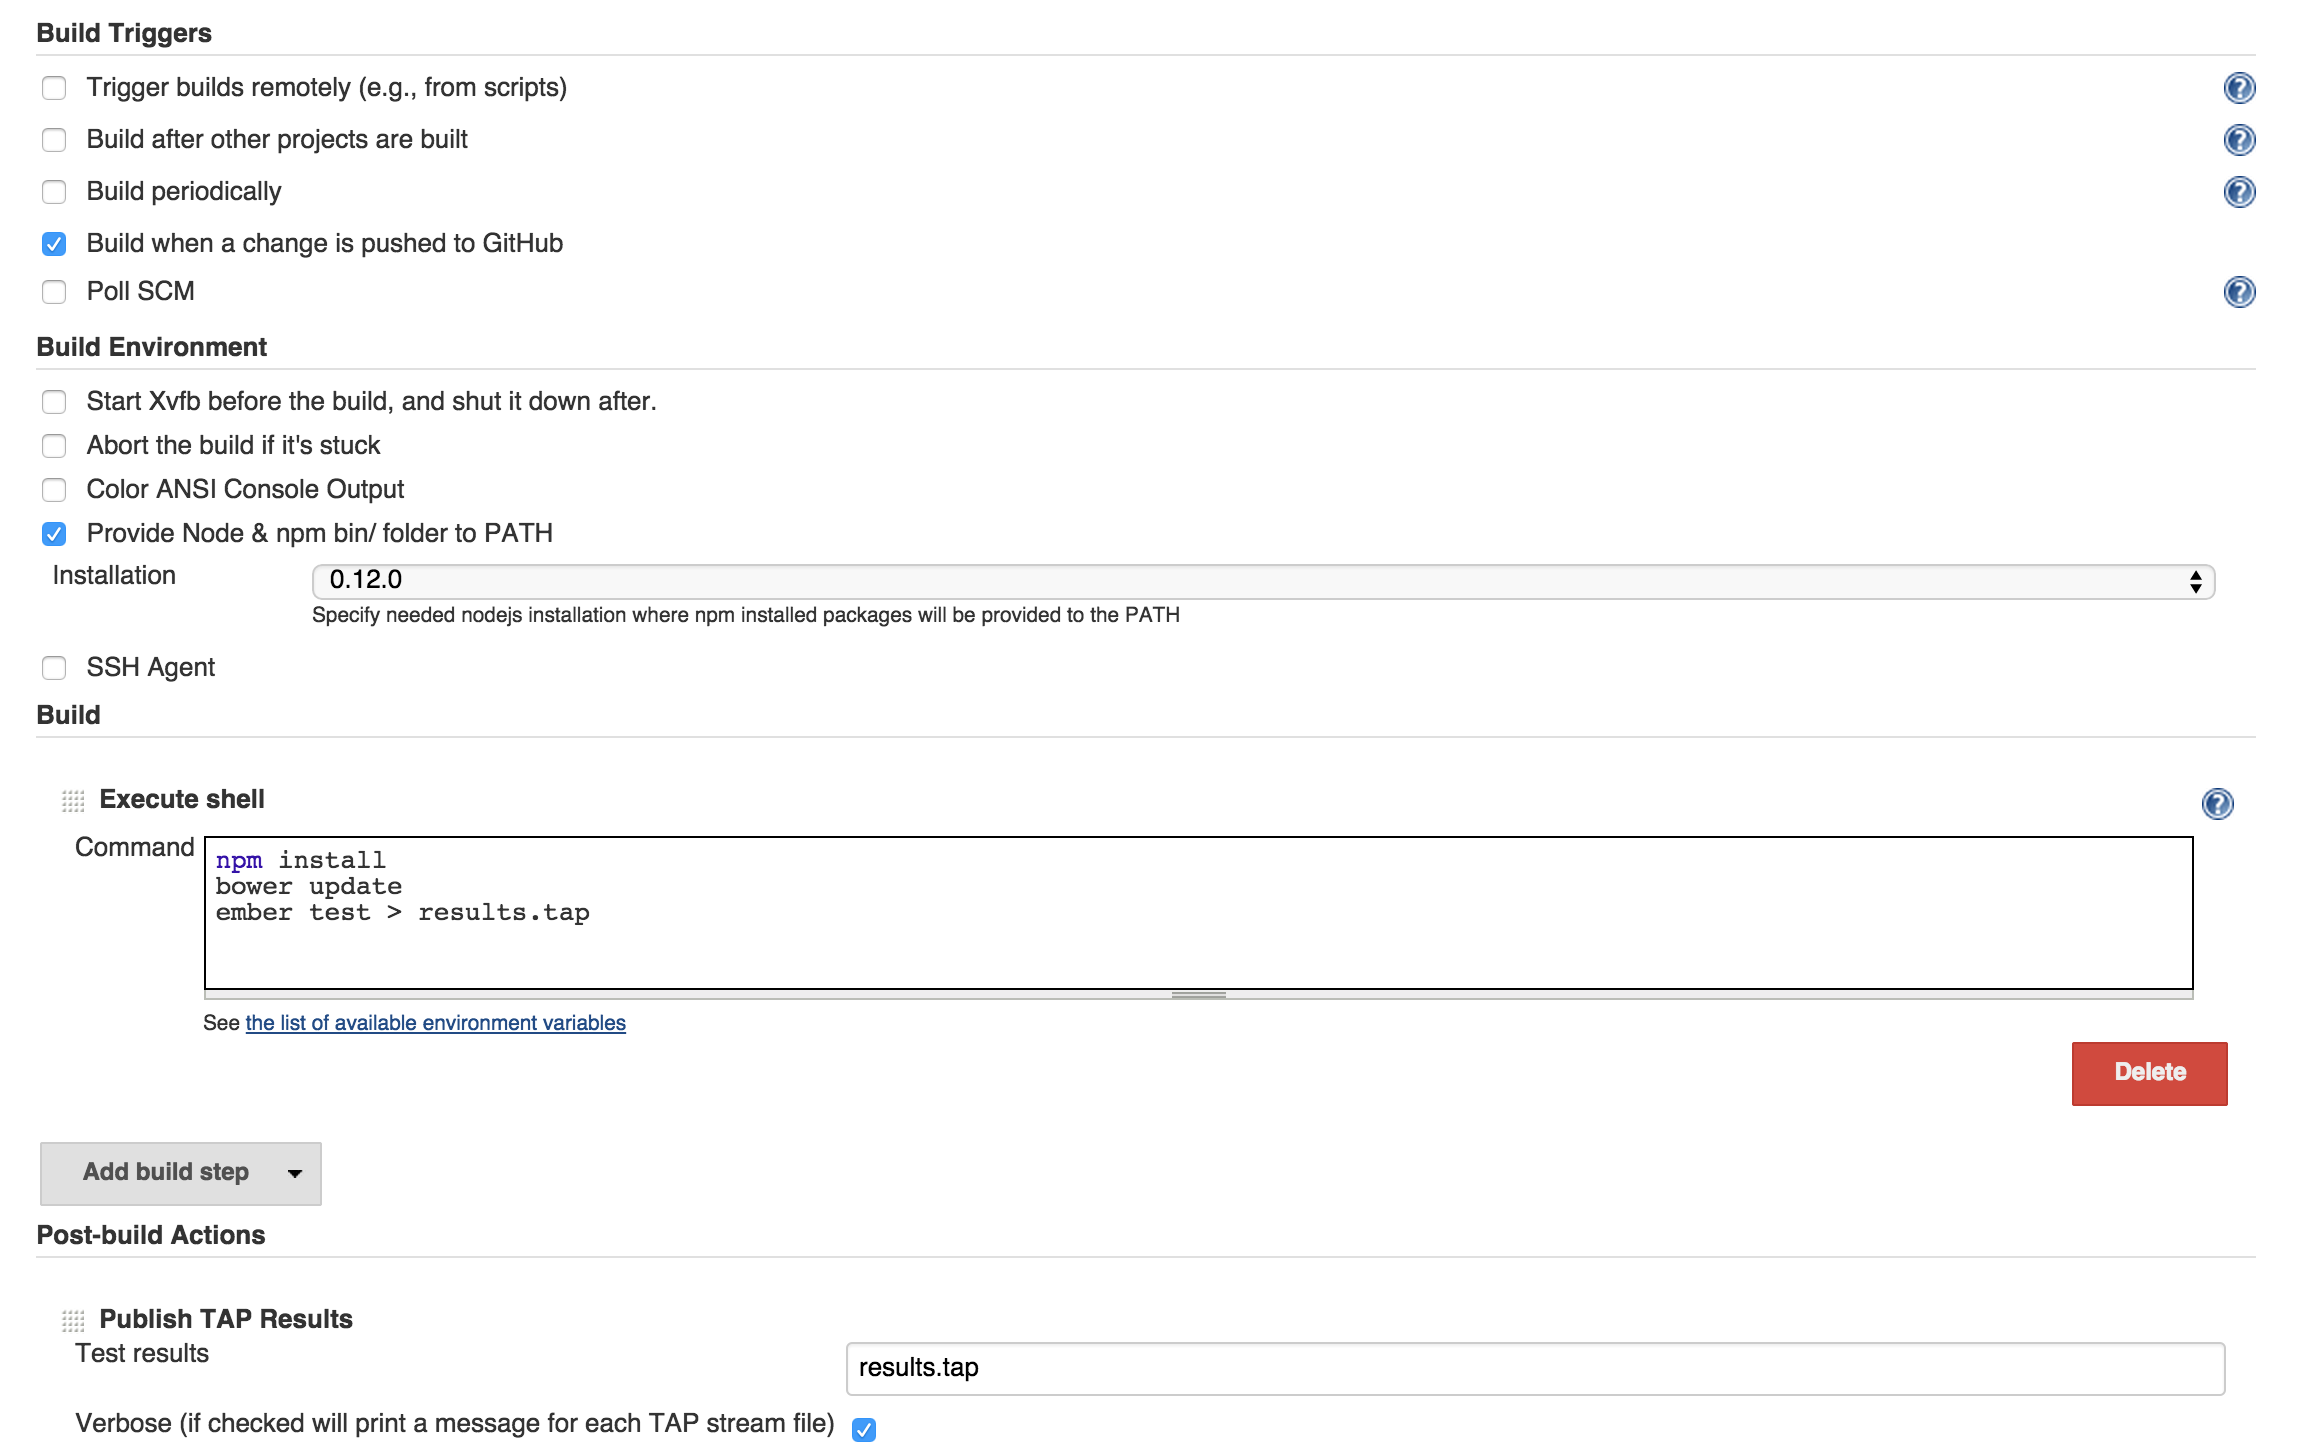 Build Triggers
Trigger builds remotely (e.g., from scripts)
Build after other projects are built
Build periodically
Build when a change is pushed to GitHub
Poll SCM
Build Environment
Start Xvfb before the build, and shut it down after.
Abort the build if it's stuck
Color ANSI Console Output
Provide Node & npm bin/ folder to PATH
Installation 0.12.0
Specify needed nodejs installation where npm installed packages will be provided to the PATH
SSH Agent
Build
Execute shell
Command npm install
bower update
ember test > results.tap
See the list of available environment variables
Delete
Add build step
Post-build Actions
Publish TAP Results
Test results results.tap
Verbose (if checked will print a message for each TAP stream file)